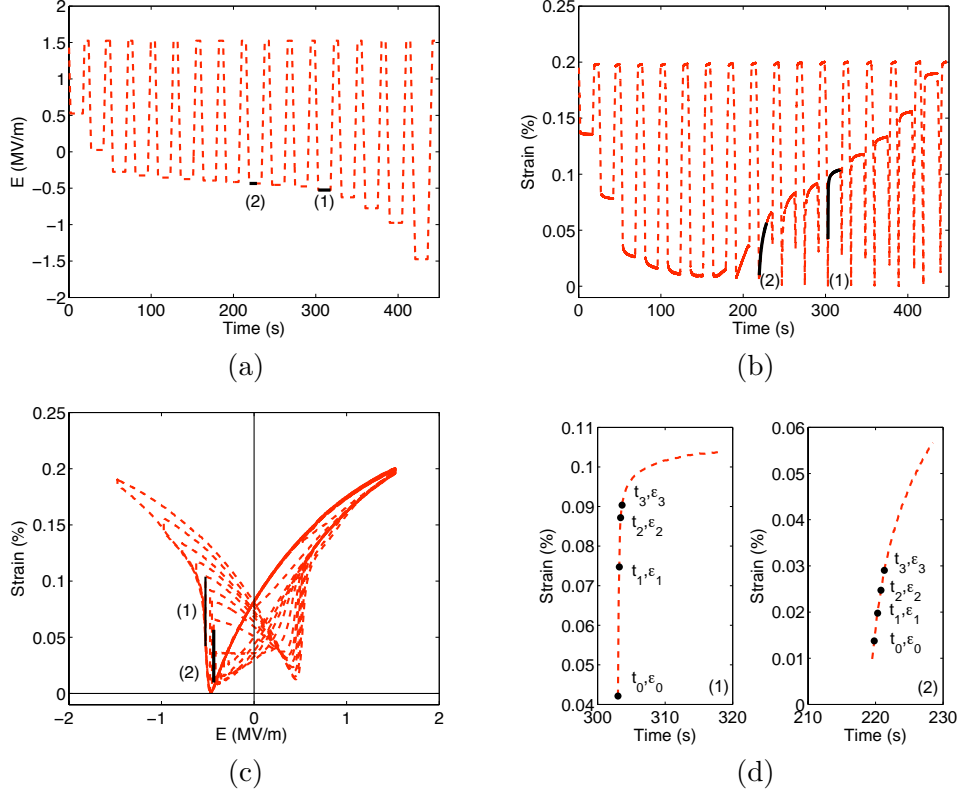 2
1.5
1
0.5
0
−0.5
−1
−1.5
−2
E (MV/m)
(2)
(1)
0 100 200 300 400
Time (s)
(a)
0.25
0.2
0.15
0.1
0.05
0
Strain (%)
(2)
(1)
0 100 200 300 400
Time (s)
(b)
0.25
0.2
0.15
0.1
0.05
0
Strain (%)
(1)
(2)
−2 −1 0 1 2
E (MV/m)
(c)
0.11
0.1
0.09
0.08
0.07
0.06
0.05
0.04
Strain (%)
t₃,ε₃
t₂,ε₂
t₁,ε₁
t₀,ε₀
(1)
300 310 320
Time (s)
0.06
0.05
0.04
0.03
0.02
0.01
0
Strain (%)
t₃,ε₃
t₂,ε₂
t₁,ε₁
t₀,ε₀
(2)
210 220 230
Time (s)
(d)